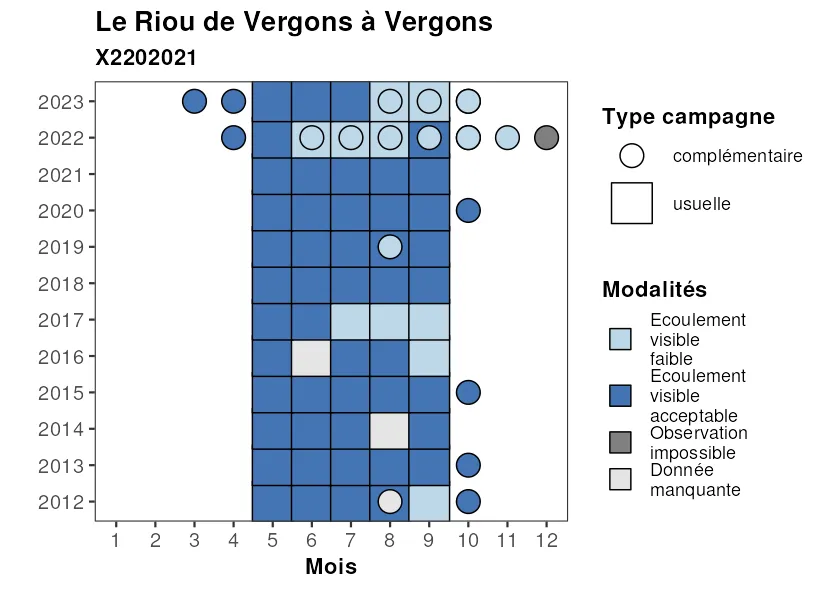 Le Riou de Vergons à Vergons
X2202021
2023
2022
2021
2020
2019
2018
2017
2016
2015
2014
2013
2012
1 2 3 4 5 6 7 8 9 10 11 12
Mois
Type campagne
complémentaire
usuelle
Modalités
Ecoulement
visible
faible
Ecoulement
visible
acceptable
Observation
impossible
Donnée
manquante